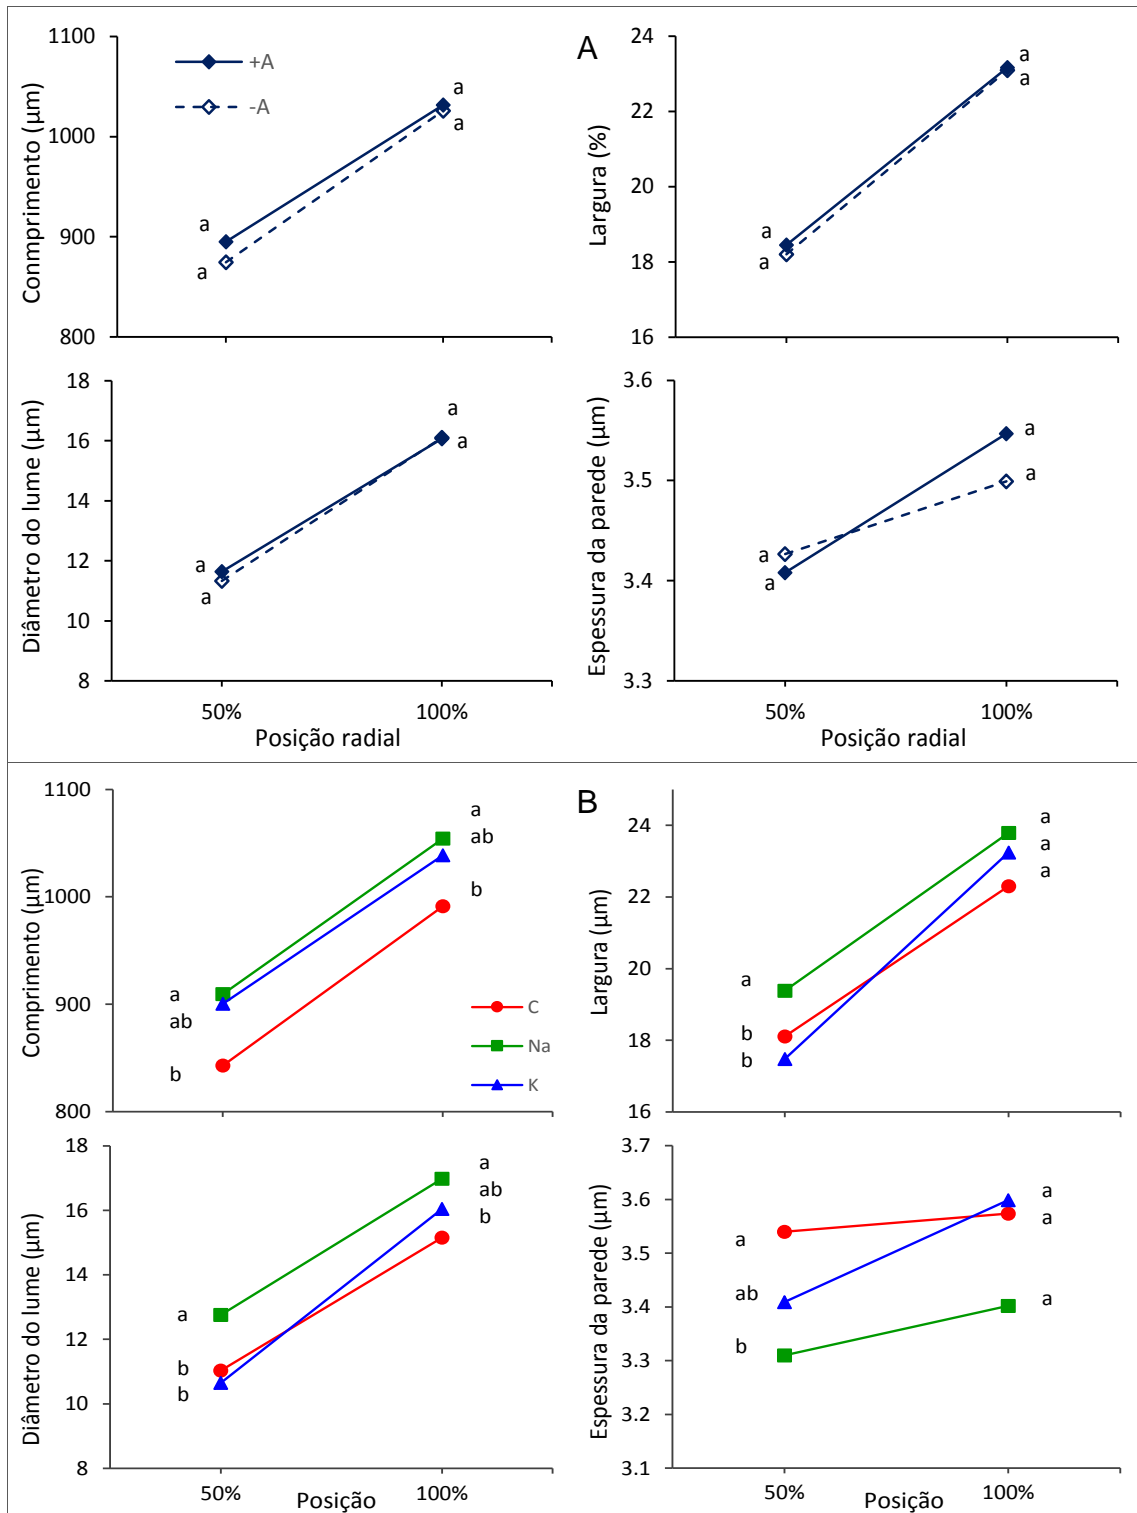 A
+A
-A
Conmprimento (µm)
1100
1000
900
800
a
a
a
a
Largura (%)
24
22
20
18
16
a
a
a
a
Diâmetro do lume (µm)
18
16
14
12
10
8
a
a
a
a
50%
100%
Posição radial
Espessura da parede (µm)
3.6
3.5
3.4
3.3
a
a
a
a
50%
100%
Posição radial
B
Comprimento (µm)
1100
1000
900
800
a
ab
b
a
ab
b
C
Na
K
Largura (µm)
24
22
20
18
16
a
a
a
a
b
b
Diâmetro do lume (µm)
18
16
14
12
10
8
a
ab
b
a
b
b
50%
100%
Posição
Espessura da parede (µm)
3.7
3.6
3.5
3.4
3.3
3.2
3.1
a
a
a
a
ab
b
50%
100%
Posição